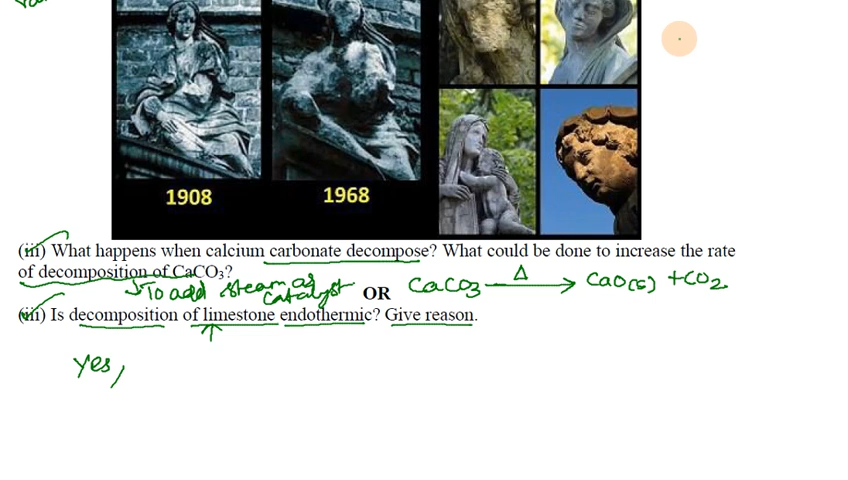 1908
1968
(iii) What happens when calcium carbonate decompose? What could be done to increase the rate
of decomposition of CaCO₃?
↳ To add steam as catalyst
OR
CaCO₃ —Δ→ CaO(s) + CO₂
(iii) Is decomposition of limestone endothermic? Give reason.
yes,